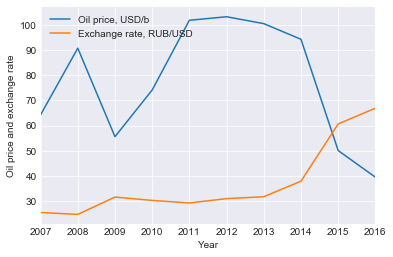 Oil price, USD/b
Exchange rate, RUB/USD
Oil price and exchange rate
100
90
80
70
60
50
40
30
2007 2008 2009 2010 2011 2012 2013 2014 2015 2016
Year